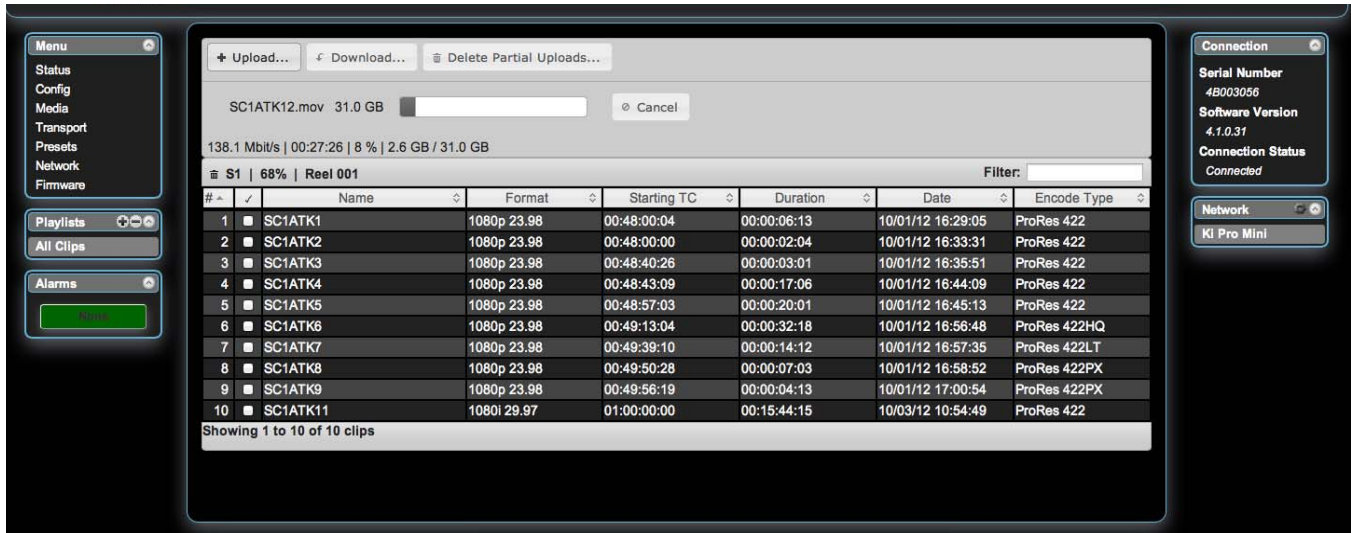 Menu
Status
Config
Media
Transport
Presets
Network
Firmware
Playlists
All Clips
Alarms
None
+ Upload...
Download...
Delete Partial Uploads...
SC1ATK12.mov 31.0 GB
Cancel
138.1 Mbit/s | 00:27:26 | 8 % | 2.6 GB / 31.0 GB
S1 | 68% | Reel 001
Filter:
# ✓ Name Format Starting TC Duration Date Encode Type
1 SC1ATK1 1080p 23.98 00:48:00:04 00:00:06:13 10/01/12 16:29:05 ProRes 422
2 SC1ATK2 1080p 23.98 00:48:00:00 00:00:02:04 10/01/12 16:33:31 ProRes 422
3 SC1ATK3 1080p 23.98 00:48:40:26 00:00:03:01 10/01/12 16:35:51 ProRes 422
4 SC1ATK4 1080p 23.98 00:48:43:09 00:00:17:06 10/01/12 16:44:09 ProRes 422
5 SC1ATK5 1080p 23.98 00:48:57:03 00:00:20:01 10/01/12 16:45:13 ProRes 422
6 SC1ATK6 1080p 23.98 00:49:13:04 00:00:32:18 10/01/12 16:56:48 ProRes 422HQ
7 SC1ATK7 1080p 23.98 00:49:39:10 00:00:14:12 10/01/12 16:57:35 ProRes 422LT
8 SC1ATK8 1080p 23.98 00:49:50:28 00:00:07:03 10/01/12 16:58:52 ProRes 422PX
9 SC1ATK9 1080p 23.98 00:49:56:19 00:00:04:13 10/01/12 17:00:54 ProRes 422PX
10 SC1ATK11 1080i 29.97 01:00:00:00 00:15:44:15 10/03/12 10:54:49 ProRes 422
Showing 1 to 10 of 10 clips
Connection
Serial Number
4B003056
Software Version
4.1.0.31
Connection Status
Connected
Network
Ki Pro Mini